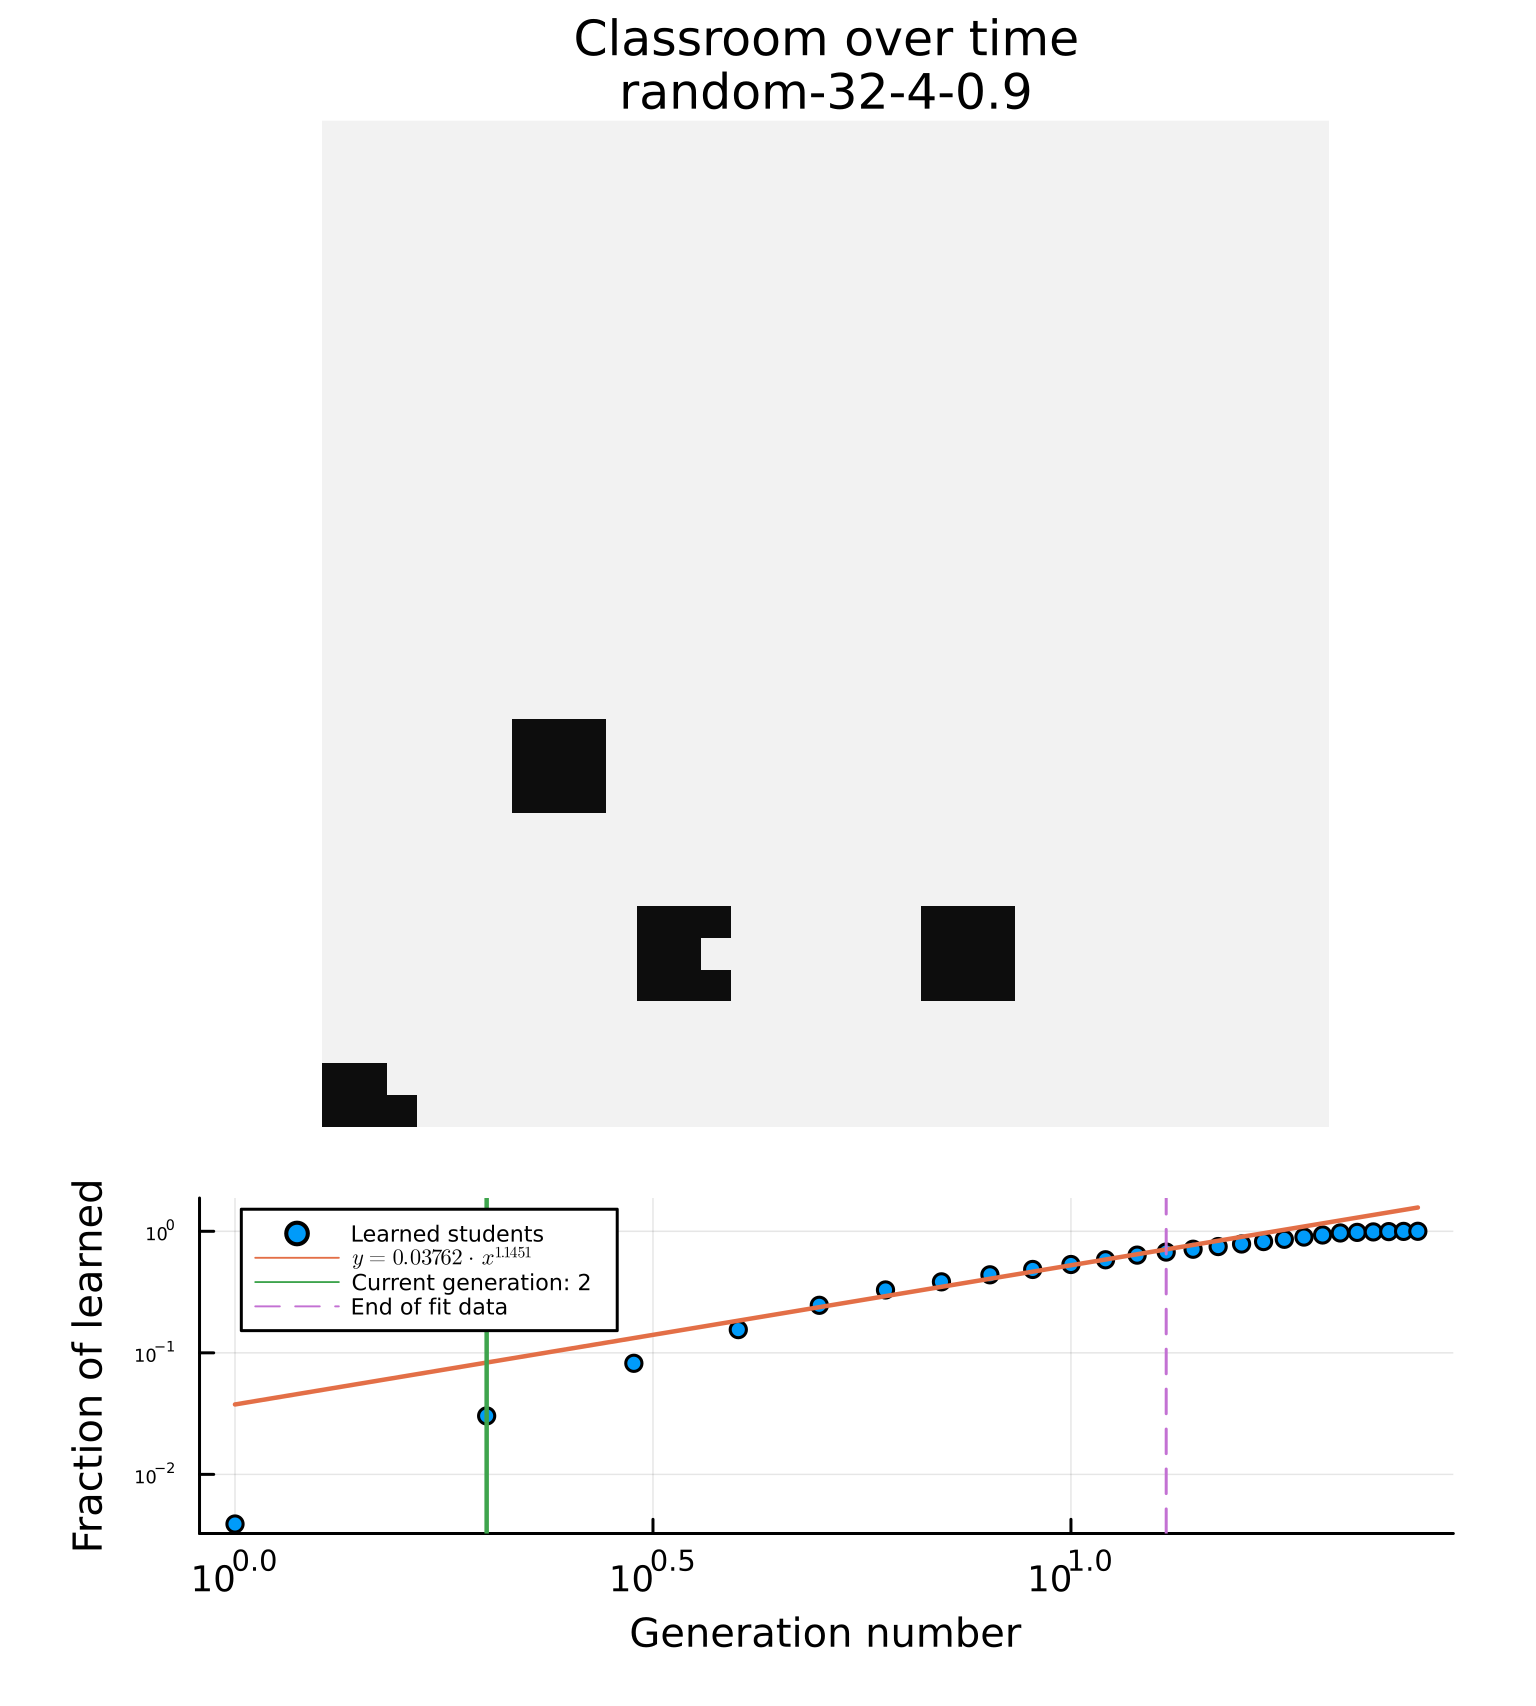 Classroom over time
random-32-4-0.9
Fraction of learned
10⁰
10⁻¹
10⁻²
Learned students
y = 0.03762 · x^1.1451
Current generation: 2
End of fit data
10^0.0
10^0.5
10^1.0
Generation number